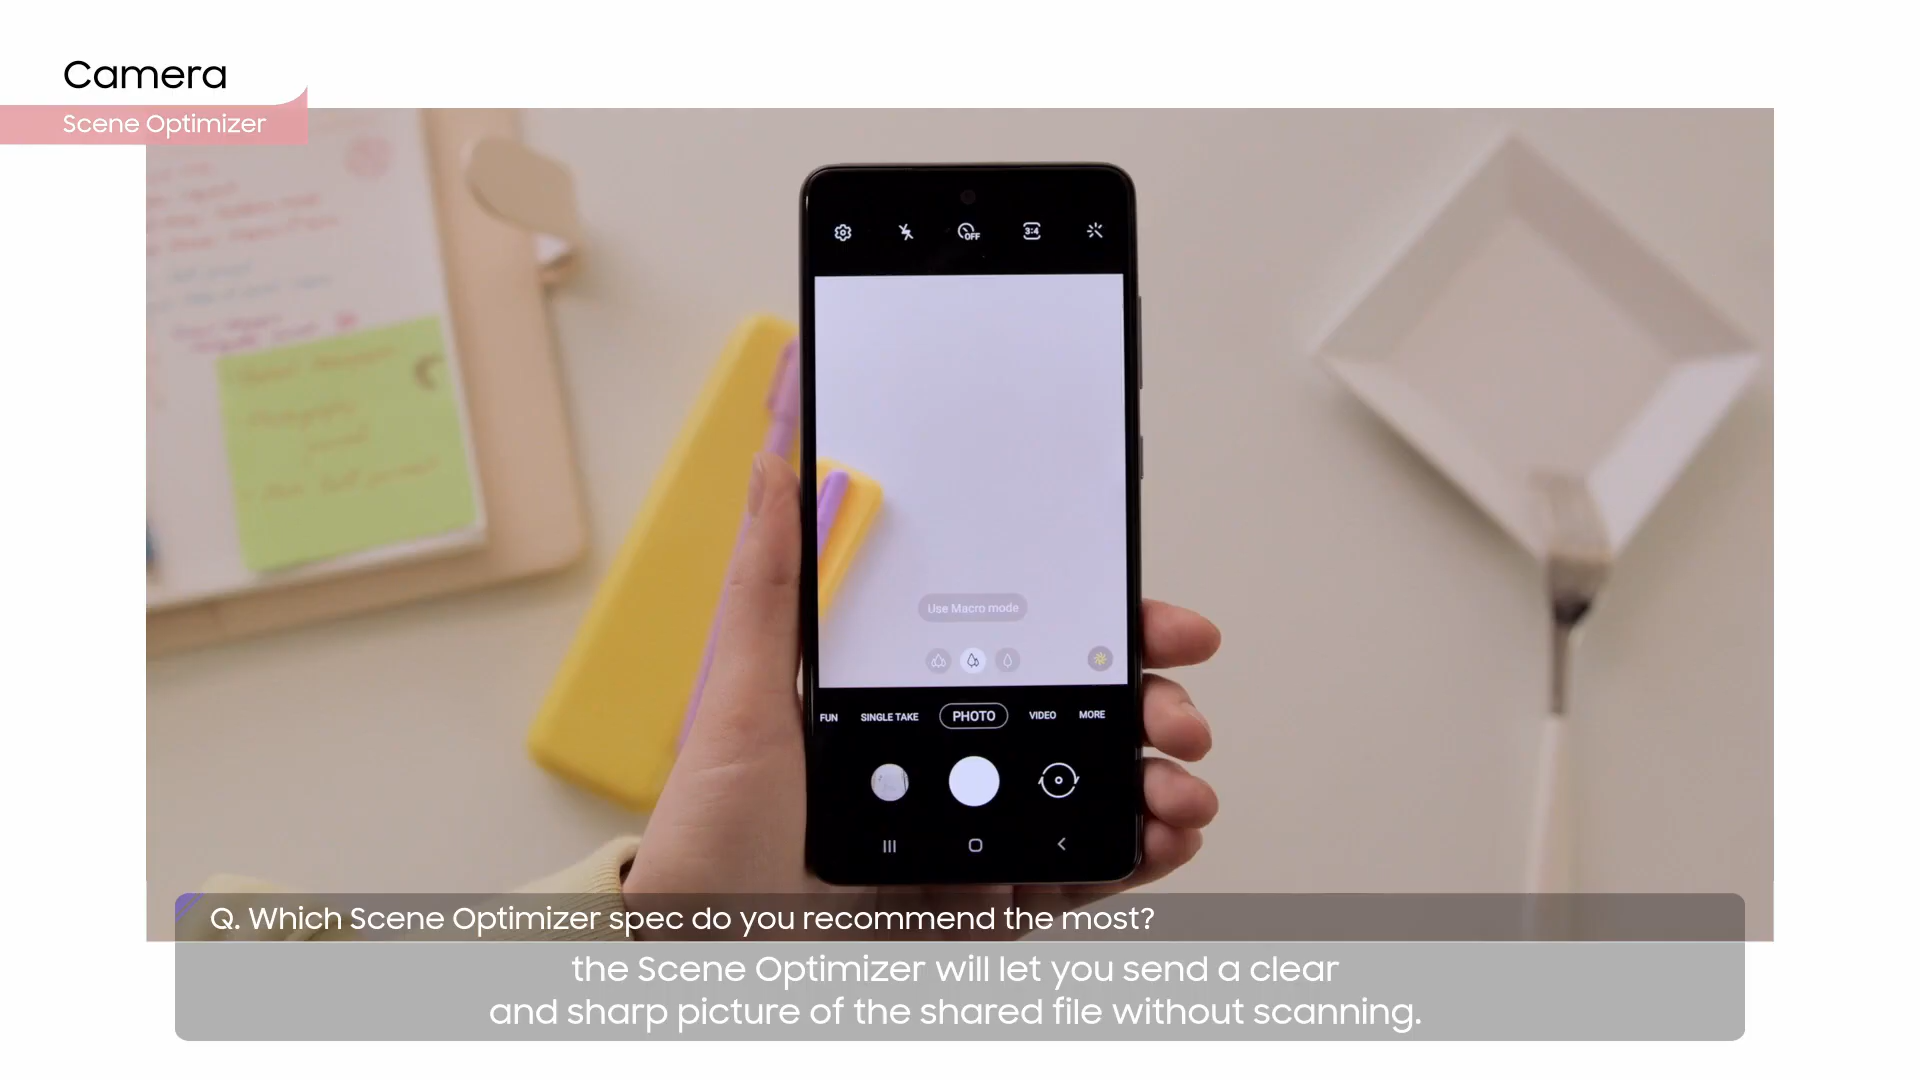 Camera
Scene Optimizer
OFF
3:4
Use Macro mode
FUN SINGLE TAKE PHOTO VIDEO MORE
Q. Which Scene Optimizer spec do you recommend the most?
the Scene Optimizer will let you send a clear
and sharp picture of the shared file without scanning.